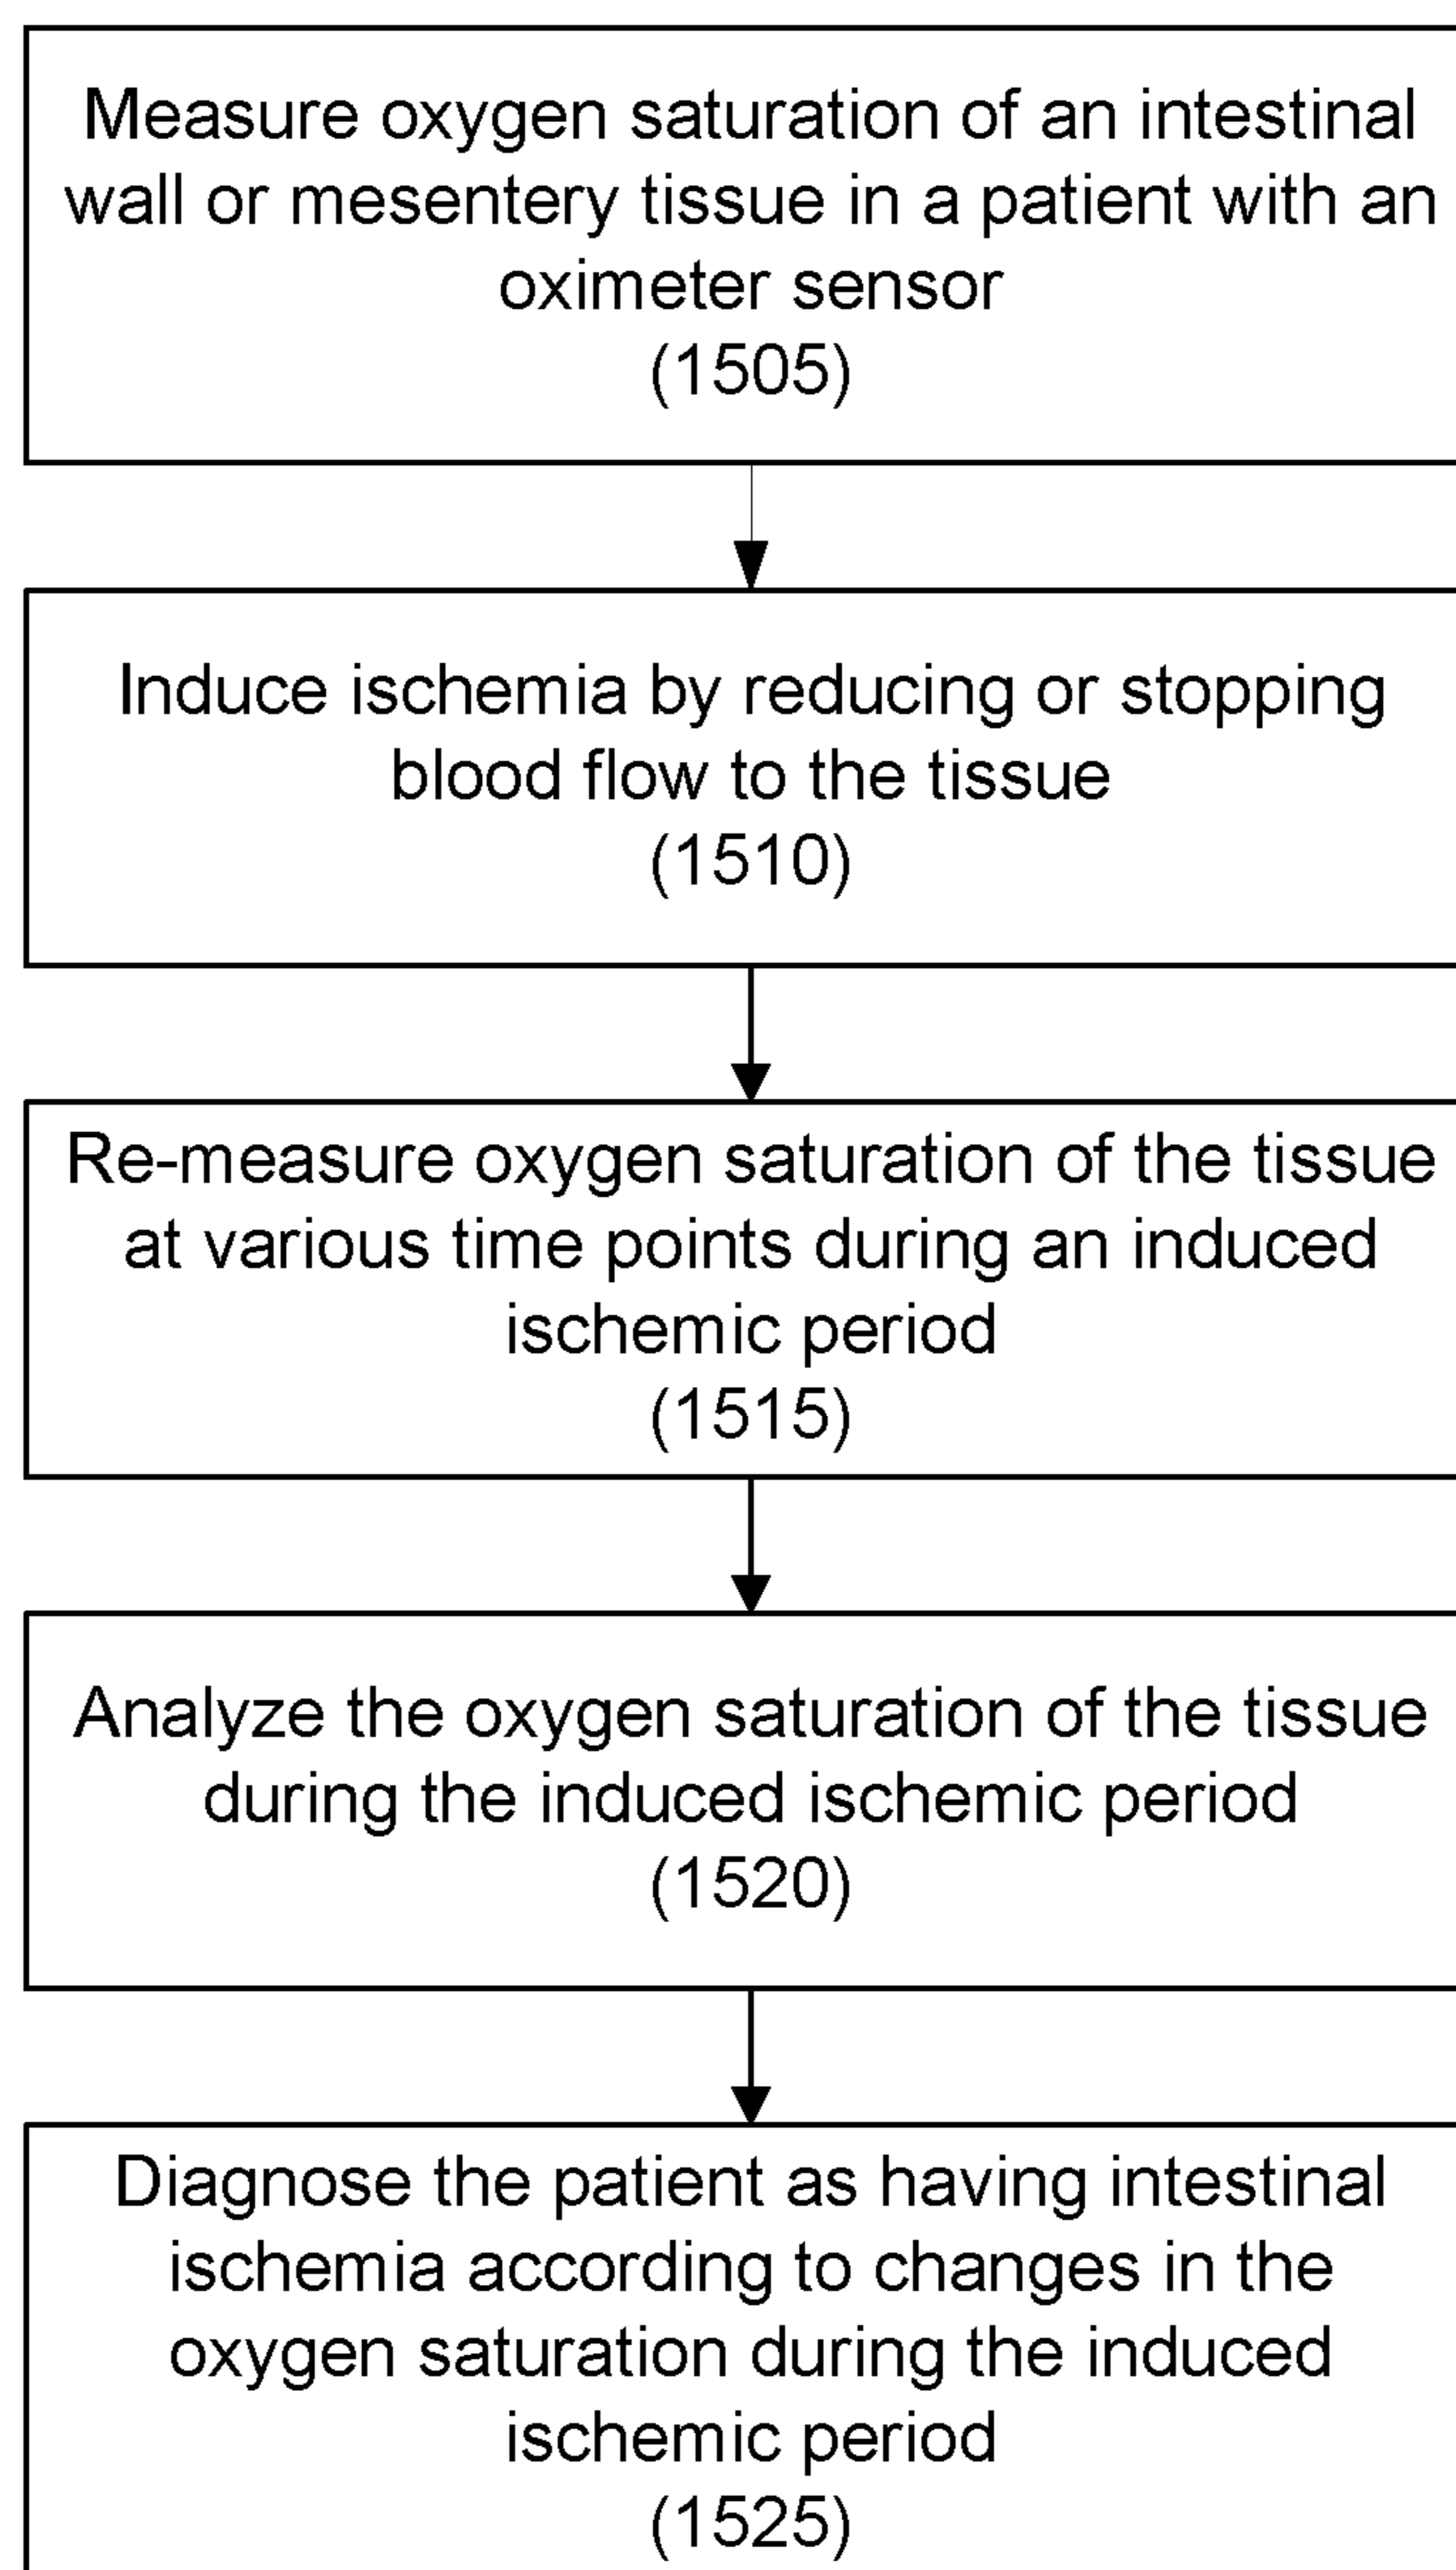 Measure oxygen saturation of an intestinal
wall or mesentery tissue in a patient with an
oximeter sensor
(1505)
Induce ischemia by reducing or stopping
blood flow to the tissue
(1510)
Re-measure oxygen saturation of the tissue
at various time points during an induced
ischemic period
(1515)
Analyze the oxygen saturation of the tissue
during the induced ischemic period
(1520)
Diagnose the patient as having intestinal
ischemia according to changes in the
oxygen saturation during the induced
ischemic period
(1525)